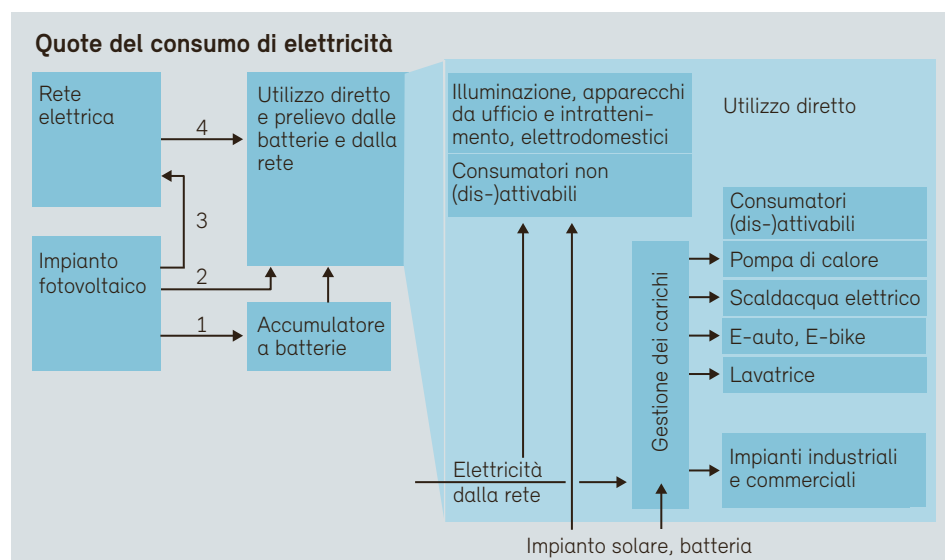 Quote del consumo di elettricità
Rete
elettrica
4
Utilizzo diretto
e prelievo dalle
batterie e dalla
rete
3
Impianto
fotovoltaico
2
1
Accumulatore
a batterie
Illuminazione, apparecchi
da ufficio e intratteni-
mento, elettrodomestici
Consumatori non
(dis-)attivabili
Utilizzo diretto
Consumatori
(dis-)attivabili
Pompa di calore
Scaldacqua elettrico
E-auto, E-bike
Lavatrice
Gestione dei carichi
Impianti industriali
e commerciali
Elettricità
dalla rete
Impianto solare, batteria